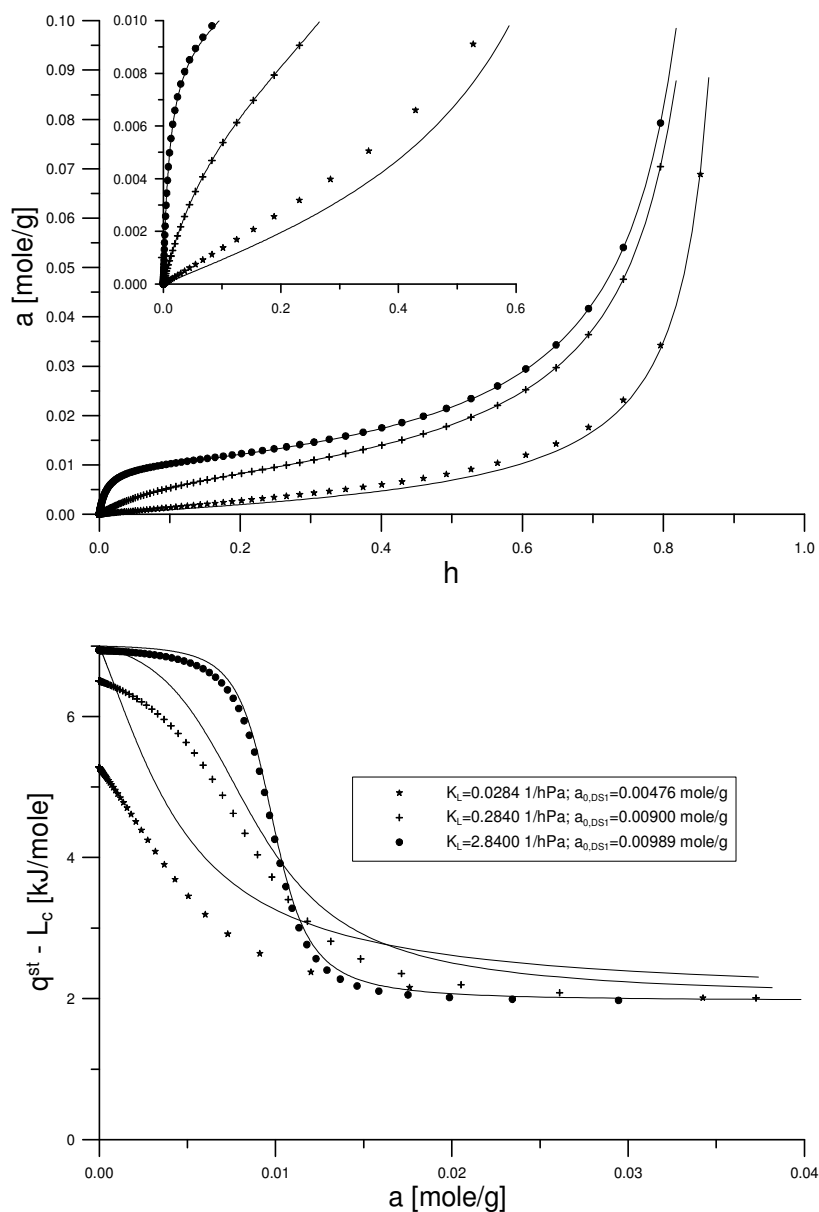 0.10
0.09
0.08
0.07
0.06
0.05
0.04
0.03
0.02
0.01
0.00
a [mole/g]
0.010
0.008
0.006
0.004
0.002
0.000
0.0 0.2 0.4 0.6
0.0 0.2 0.4 0.6 0.8 1.0
h
6
4
2
0
q^st - L_c [kJ/mole]
K_L=0.0284 1/hPa; a_0,DS1=0.00476 mole/g
K_L=0.2840 1/hPa; a_0,DS1=0.00900 mole/g
K_L=2.8400 1/hPa; a_0,DS1=0.00989 mole/g
0.00 0.01 0.02 0.03 0.04
a [mole/g]